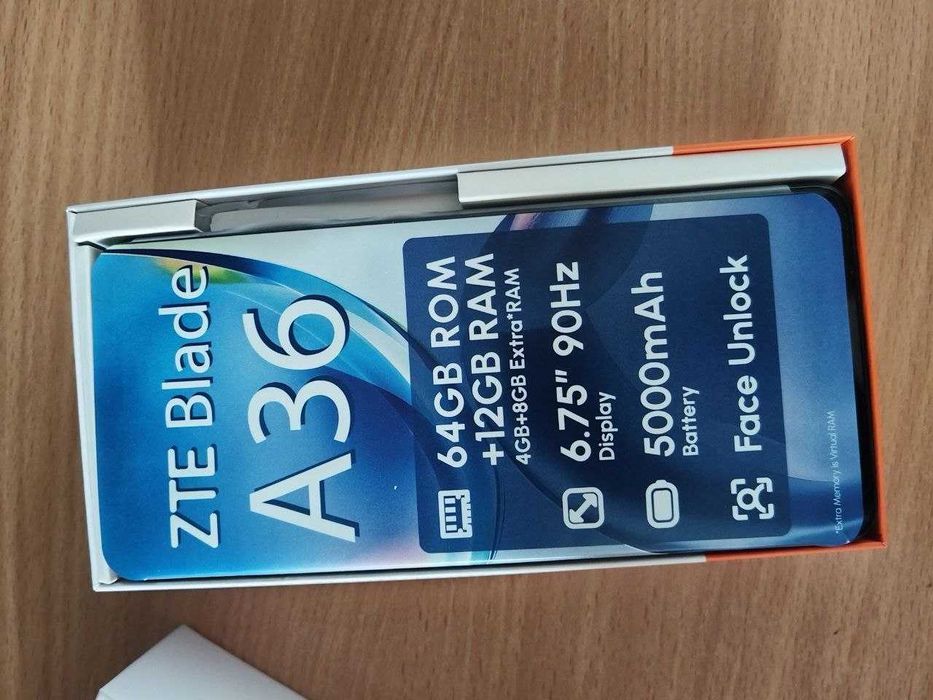 ZTE Blade
A36
64GB ROM
+12GB RAM
4GB+8GB Extra*RAM
6.75" 90Hz
Display
5000mAh
Battery
Face Unlock
*Extra Memory is Virtual RAM